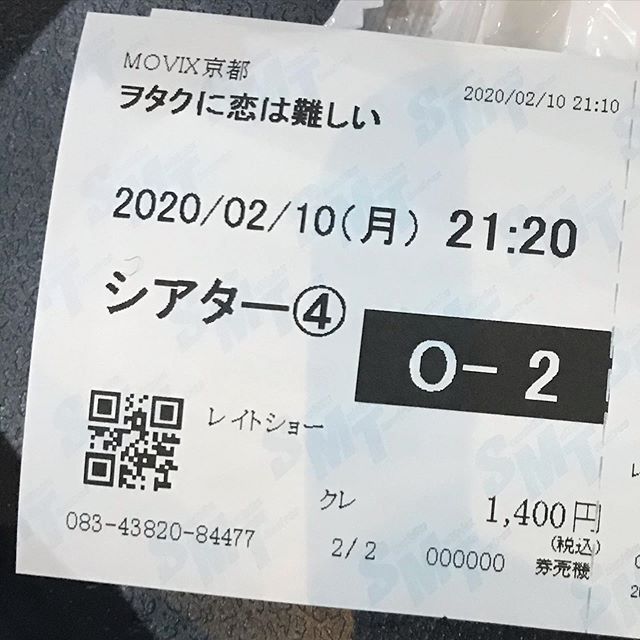 MOVIX京都
2020/02/10 21:10
ヲタクに恋は難しい
2020/02/10(月) 21:20
シアター④
O- 2
レイトショー
クレ
1,400円
(税込)
083-43820-84477
2/2
000000
券売機